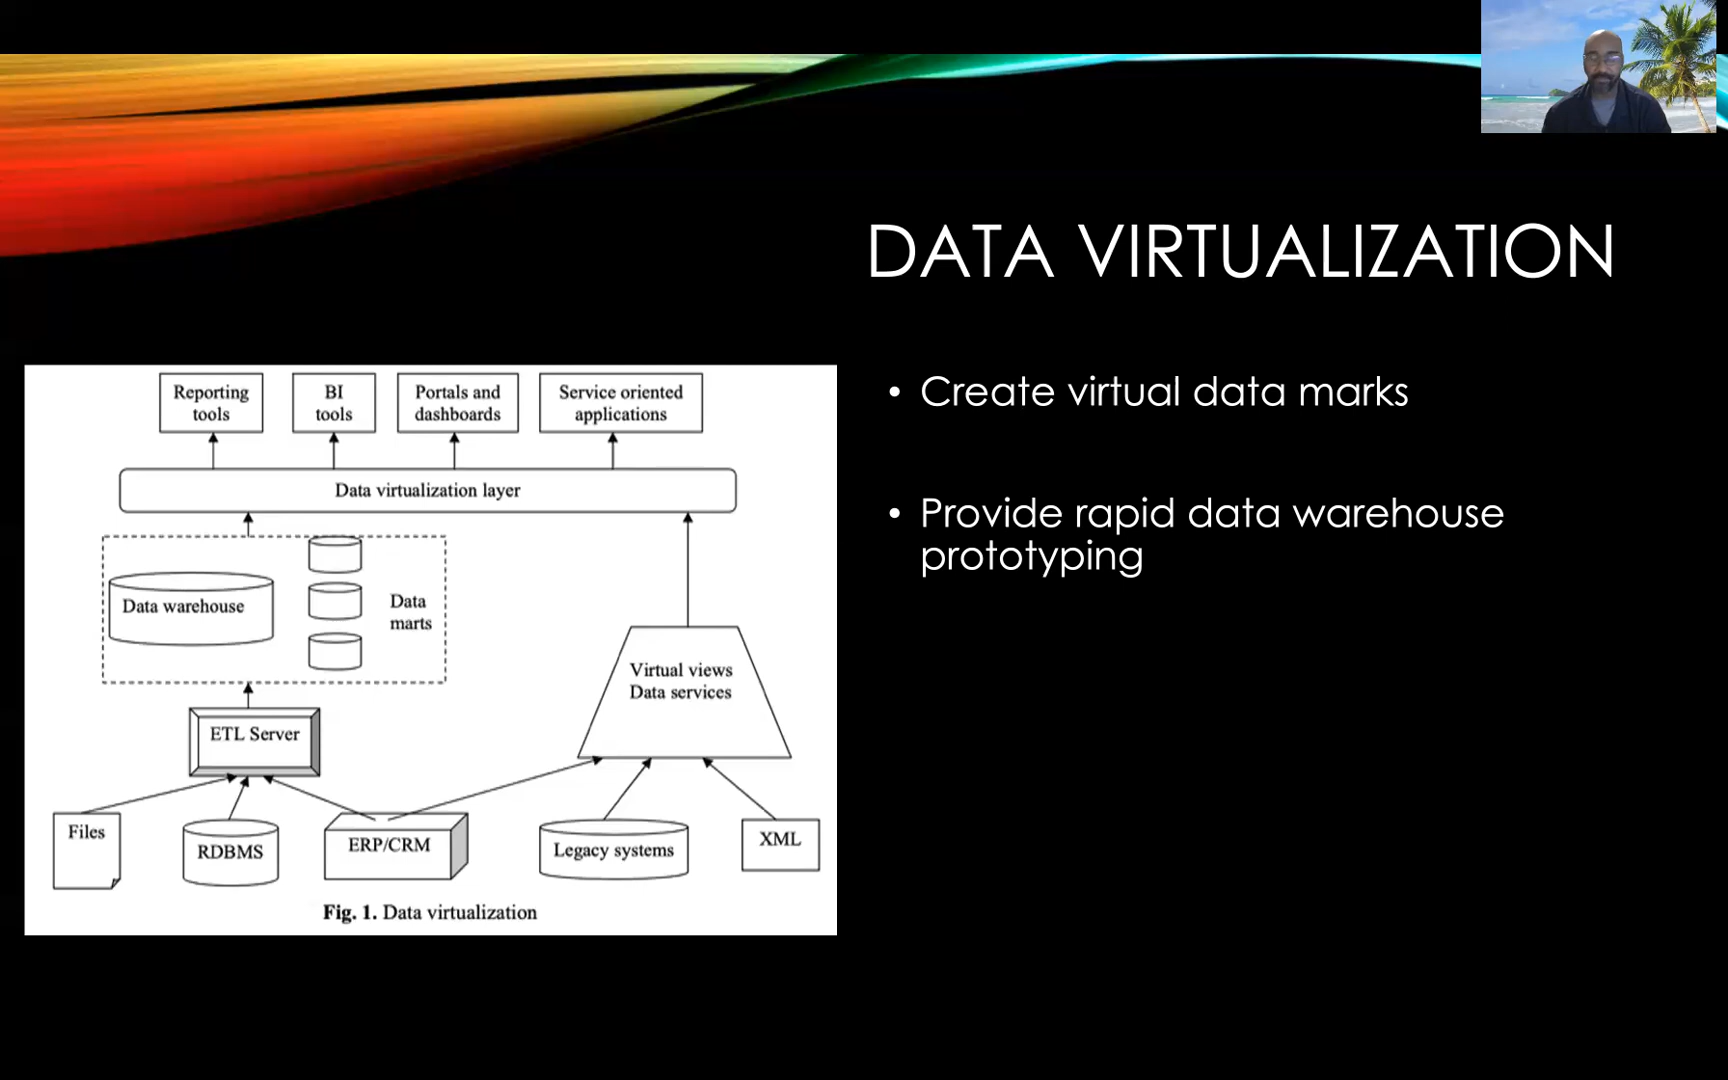 DATA VIRTUALIZATION
Reporting
tools
BI
tools
Portals and
dashboards
Service oriented
applications
Data virtualization layer
Data warehouse
Data
marts
Virtual views
Data services
ETL Server
Files
RDBMS
ERP/CRM
Legacy systems
XML
Fig. 1. Data virtualization
• Create virtual data marks
• Provide rapid data warehouse
prototyping